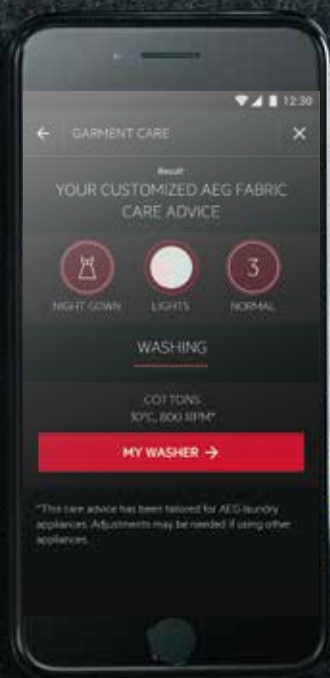 12:30
GARMENT CARE
Result
YOUR CUSTOMIZED AEG FABRIC
CARE ADVICE
3
NIGHT GOWN
LIGHTS
NORMAL
WASHING
COTTONS
30°C, 800 RPM*
MY WASHER →
*This care advice has been tailored for AEG laundry
appliances. Adjustments may be needed if using other
appliances.